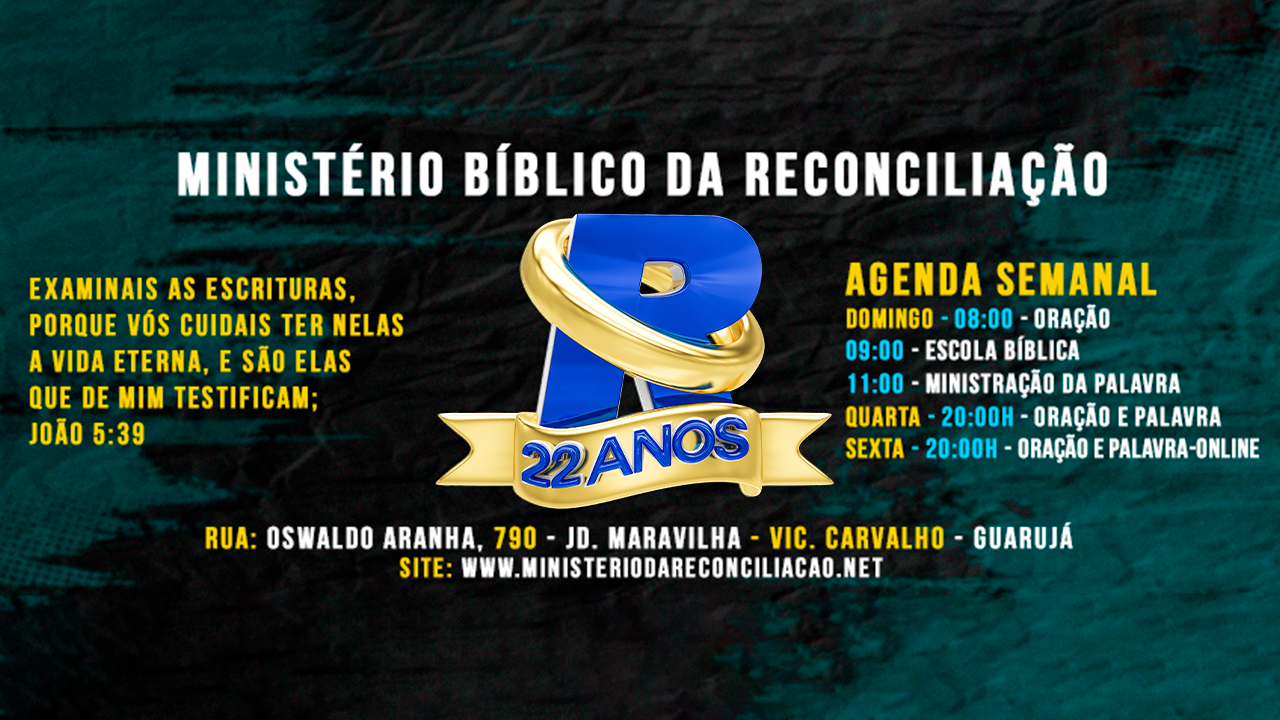 MINISTÉRIO BÍBLICO DA RECONCILIAÇÃO
EXAMINAIS AS ESCRITURAS,
PORQUE VÓS CUIDAIS TER NELAS
A VIDA ETERNA, E SÃO ELAS
QUE DE MIM TESTIFICAM;
JOÃO 5:39
R
22 ANOS
AGENDA SEMANAL
DOMINGO - 08:00 - ORAÇÃO
09:00 - ESCOLA BÍBLICA
11:00 - MINISTRAÇÃO DA PALAVRA
QUARTA - 20:00H - ORAÇÃO E PALAVRA
SEXTA - 20:00H - ORAÇÃO E PALAVRA-ONLINE
RUA: OSWALDO ARANHA, 790 - JD. MARAVILHA - VIC. CARVALHO - GUARUJÁ
SITE: WWW.MINISTERIODARECONCILIACAO.NET